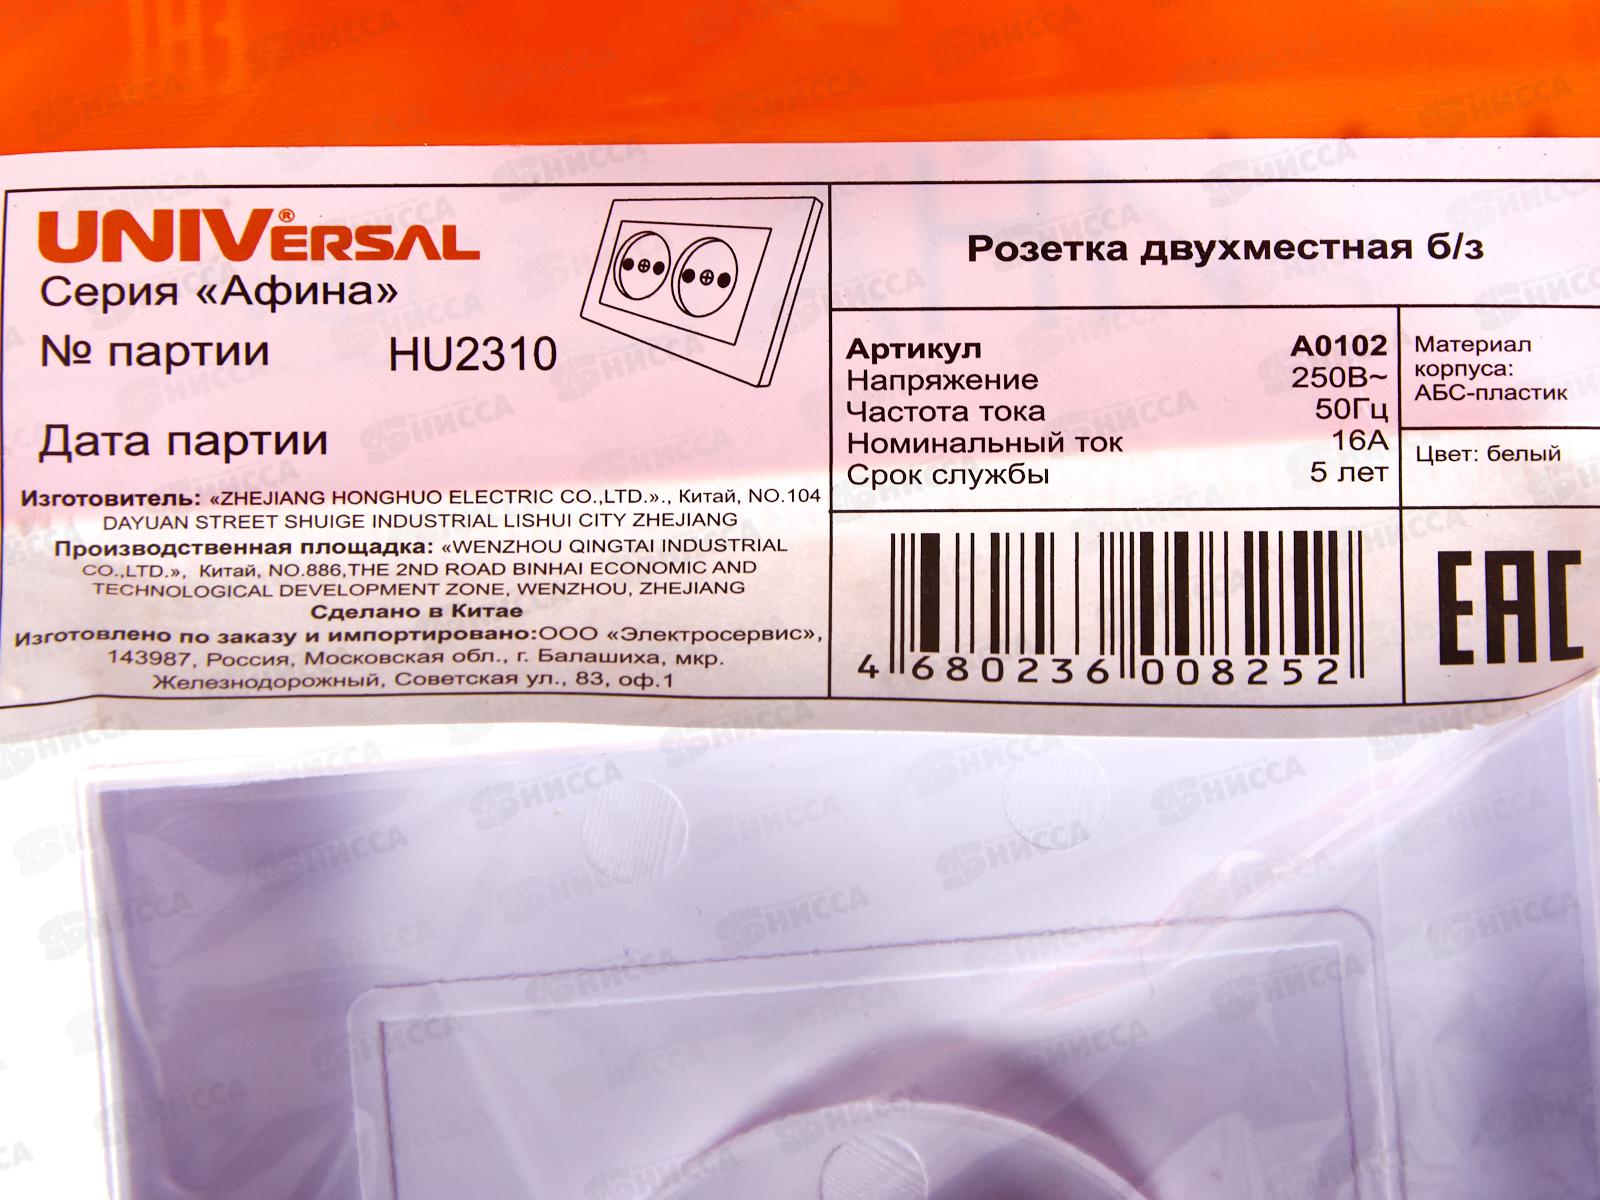 UNIVERSAL®
Серия «Афина»
№ партии HU2310
Дата партии
Изготовитель: «ZHEJIANG HONGHUO ELECTRIC CO.,LTD.»., Китай, NO.104
DAYUAN STREET SHUIGE INDUSTRIAL LISHUI CITY ZHEJIANG
Производственная площадка: «WENZHOU QINGTAI INDUSTRIAL
CO.,LTD.», Китай, NO.886,THE 2ND ROAD BINHAI ECONOMIC AND
TECHNOLOGICAL DEVELOPMENT ZONE, WENZHOU, ZHEJIANG
Сделано в Китае
Изготовлено по заказу и импортировано:ООО «Электросервис»,
143987, Россия, Московская обл., г. Балашиха, мкр.
Железнодорожный, Советская ул., 83, оф.1
Розетка двухместная б/з
Артикул A0102
Напряжение 250В~
Частота тока 50Гц
Номинальный ток 16А
Срок службы 5 лет
Материал
корпуса:
АБС-пластик
Цвет: белый
4 680236 008252
EAC
НИССА